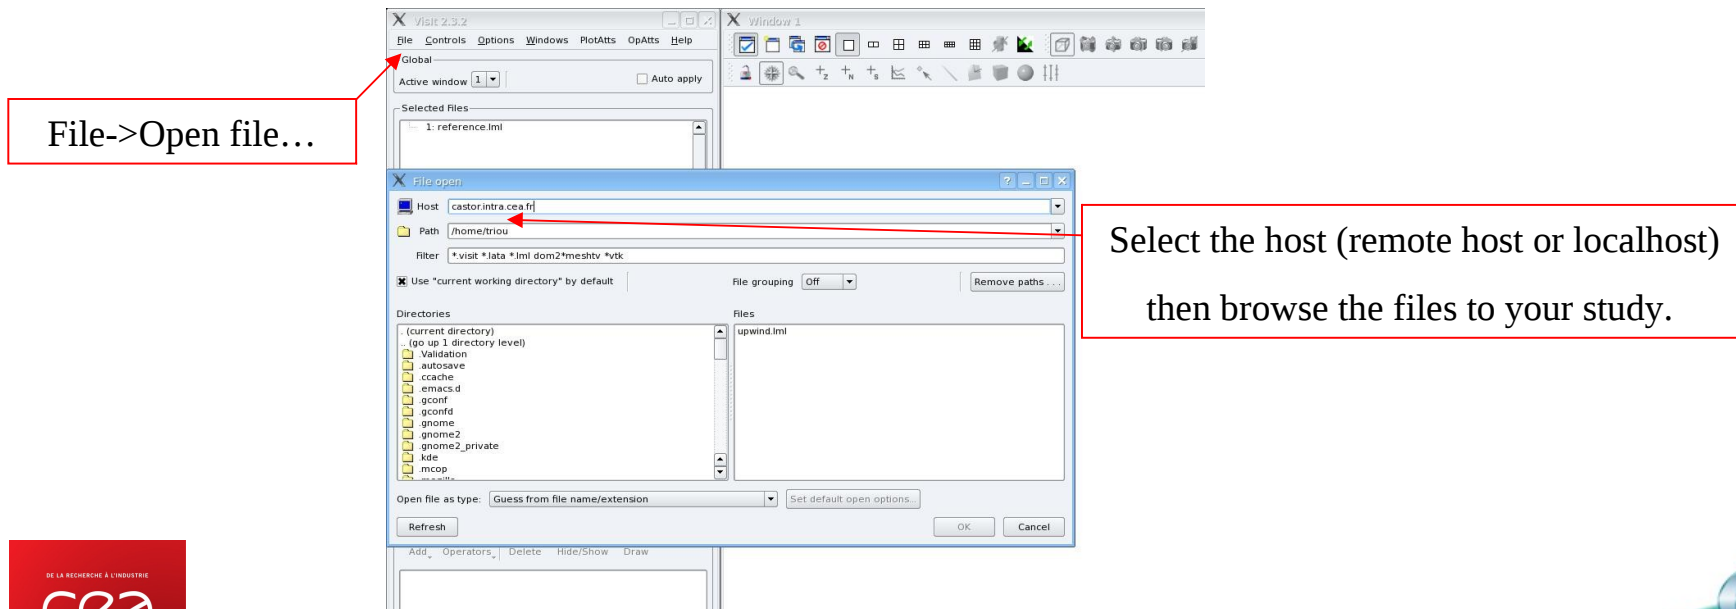 Visit 2.3.2
Window 1
File Controls Options Windows PlotAtts OpAtts Help
Global
Active window 1 Auto apply
Selected Files
1: reference.lml
File->Open file…
File open
Host castor.intra.cea.fr
Path /home/triou
Filter *.visit *.lata *.lml dom2*meshtv *vtk
Use "current working directory" by default File grouping Off Remove paths . . .
Select the host (remote host or localhost)
then browse the files to your study.
Directories
. (current directory)
.. (go up 1 directory level)
.Validation
.autosave
.ccache
.emacs.d
.gconf
.gconfd
.gnome
.gnome2
.gnome2_private
.kde
.mcop
Files
upwind.lml
Open file as type: Guess from file name/extension Set default open options...
Refresh OK Cancel
Add Operators Delete Hide/Show Draw
DE LA RECHERCHE À L'INDUSTRIE
cea